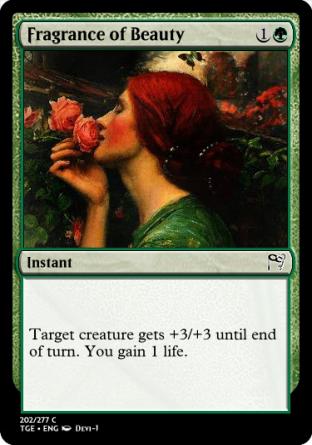 Fragrance of Beauty 1
Instant
Target creature gets +3/+3 until end
of turn. You gain 1 life.
202/277 C
TGE • ENG DEVI-T